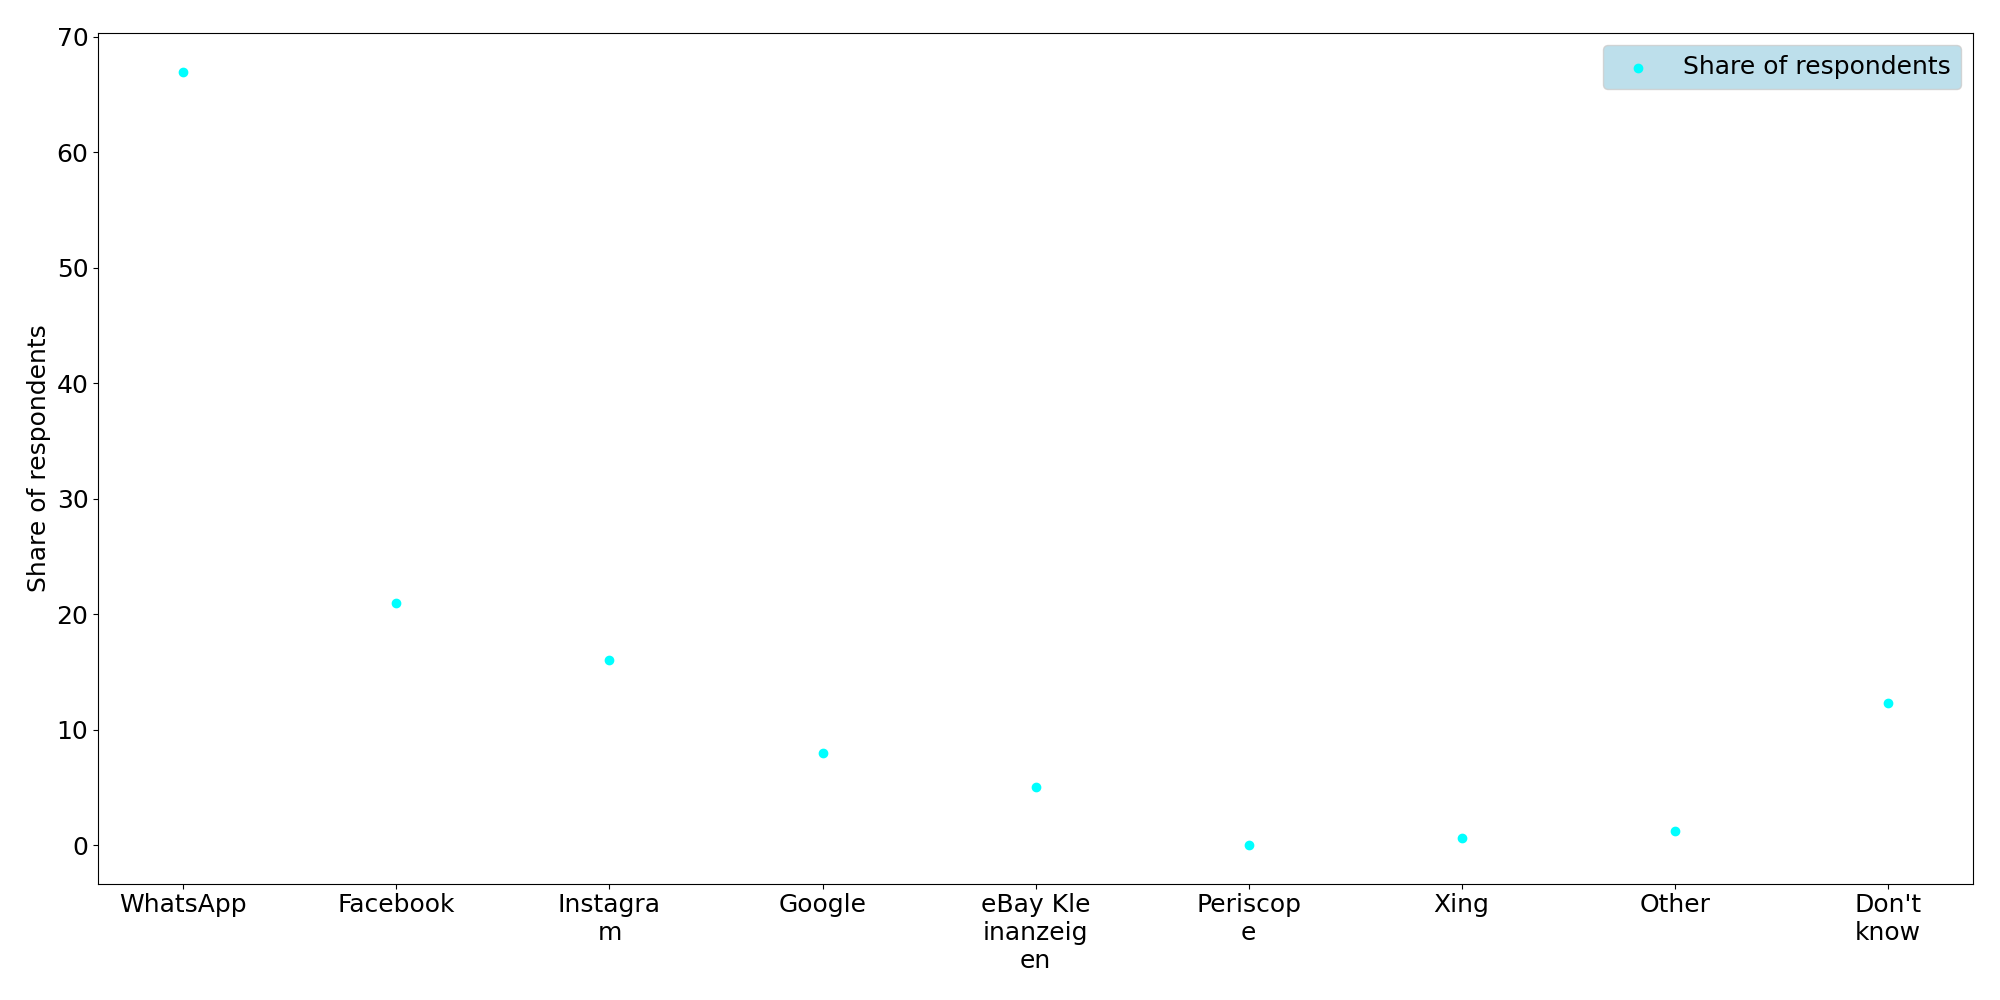 70
60
50
40
30
20
10
0
Share of respondents
Share of respondents
WhatsApp
Facebook
Instagra
m
Google
eBay Kle
inanzeig
en
Periscop
e
Xing
Other
Don't
know